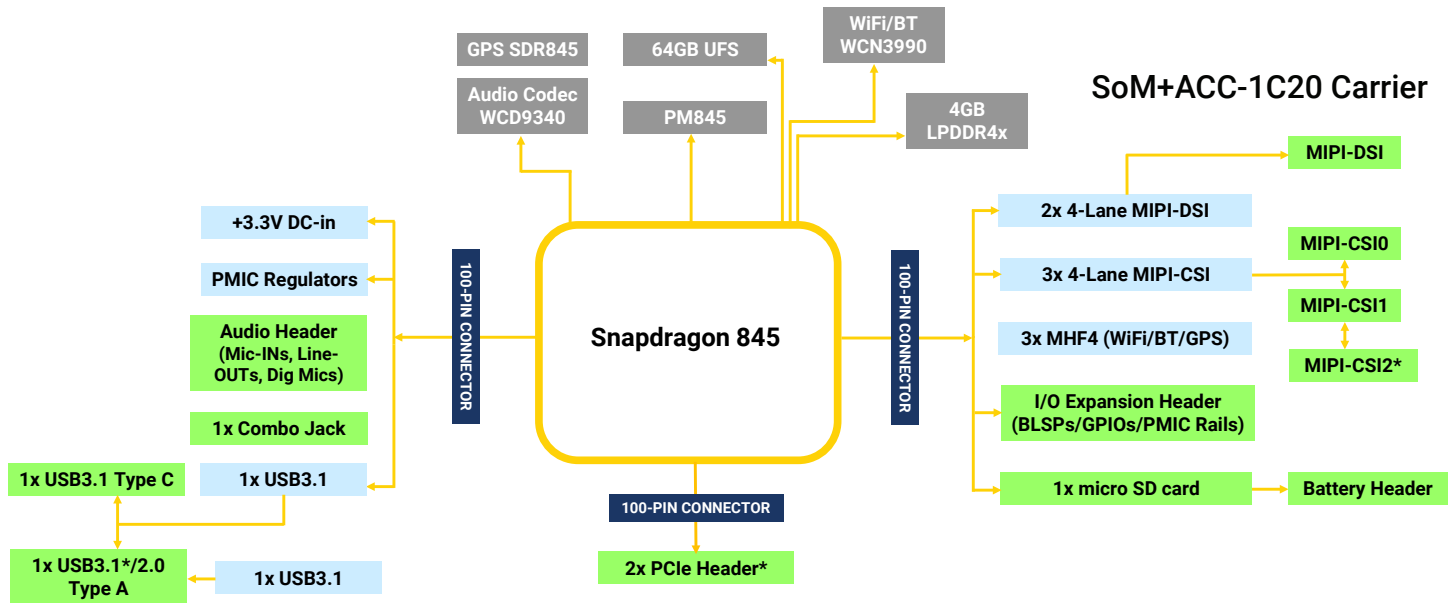 SoM+ACC-1C20 Carrier
GPS SDR845
64GB UFS
WiFi/BT
WCN3990
Audio Codec
WCD9340
PM845
4GB
LPDDR4x
MIPI-DSI
+3.3V DC-in
PMIC Regulators
Audio Header
(Mic-INs, Line-
OUTs, Dig Mics)
1x Combo Jack
1x USB3.1 Type C
1x USB3.1
1x USB3.1*/2.0
Type A
1x USB3.1
100-PIN CONNECTOR
Snapdragon 845
100-PIN CONNECTOR
100-PIN CONNECTOR
2x PCIe Header*
2x 4-Lane MIPI-DSI
3x 4-Lane MIPI-CSI
MIPI-CSI0
MIPI-CSI1
MIPI-CSI2*
3x MHF4 (WiFi/BT/GPS)
I/O Expansion Header
(BLSPs/GPIOs/PMIC Rails)
1x micro SD card
Battery Header